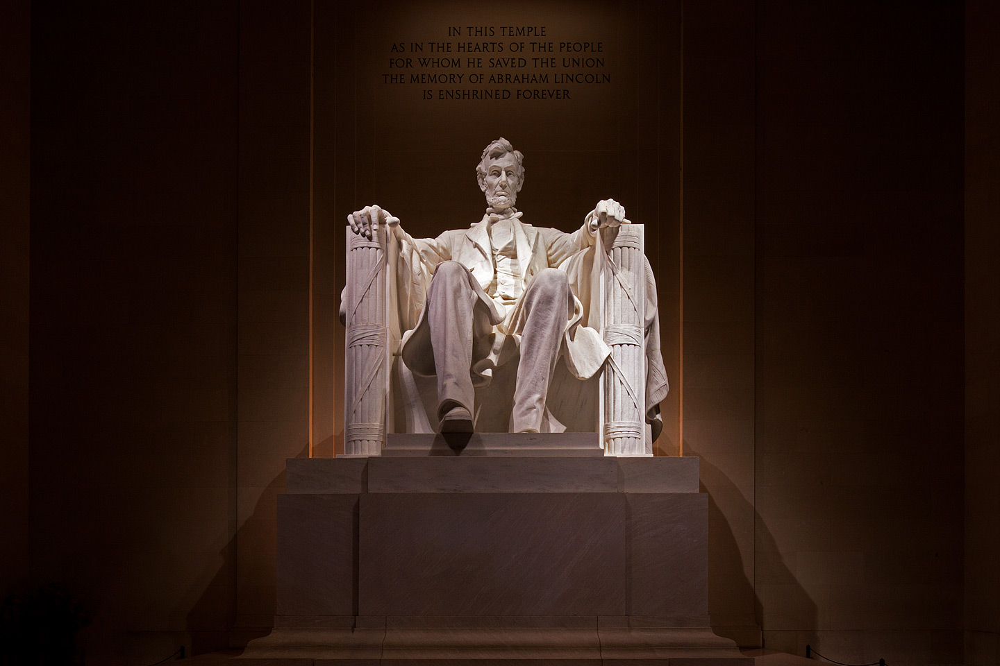 IN THIS TEMPLE
AS IN THE HEARTS OF THE PEOPLE
FOR WHOM HE SAVED THE UNION
THE MEMORY OF ABRAHAM LINCOLN
IS ENSHRINED FOREVER